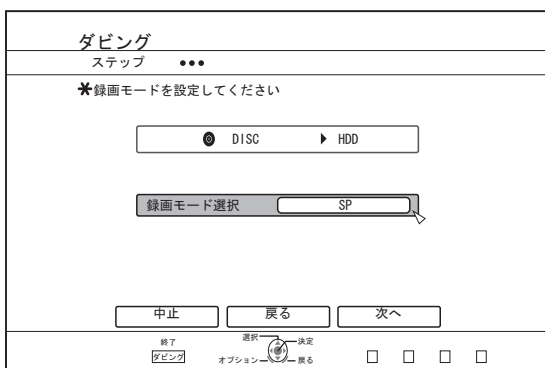 ダビング
ステップ •••
*録画モードを設定してください
DISC ▶ HDD
録画モード選択 SP
中止 戻る 次へ
終了
ダビング
選択 決定
オプション 戻る